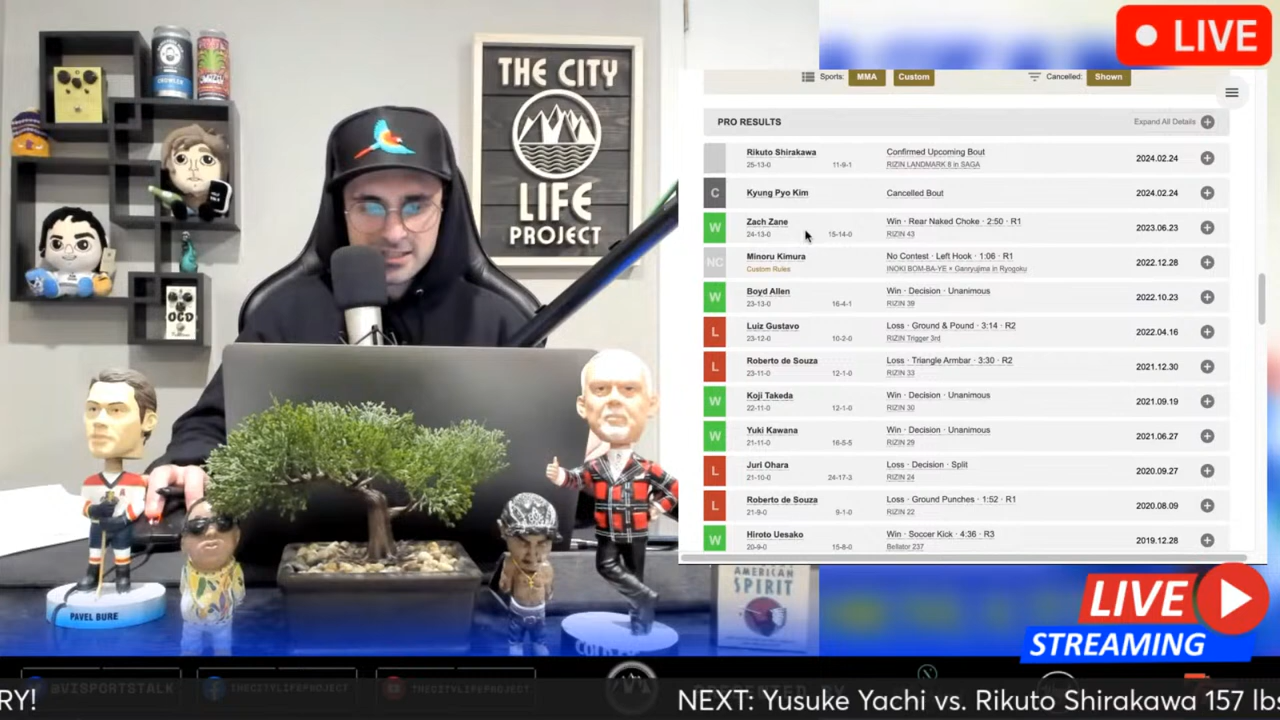 LIVE
THE CITY
LIFE
PROJECT
CROWLER
OCD
PAVEL BURE
AMERICAN
SPIRIT
Sports: MMA Custom Cancelled: Shown
PRO RESULTS Expand All Details
Rikuto Shirakawa Confirmed Upcoming Bout 2024.02.24
25-13-0 11-9-1 RIZIN LANDMARK 8 in SAGA
C Kyung Pyo Kim Cancelled Bout 2024.02.24
W Zach Zane Win · Rear Naked Choke · 2:50 · R1 2023.06.23
24-13-0 15-14-0 RIZIN 43
NC Minoru Kimura No Contest · Left Hook · 1:06 · R1 2022.12.28
Custom Rules INOKI BOM-BA-YE × Ganryujima in Ryogoku
W Boyd Allen Win · Decision · Unanimous 2022.10.23
23-13-0 16-4-1 RIZIN 39
L Luiz Gustavo Loss · Ground & Pound · 3:14 · R2 2022.04.16
23-12-0 10-2-0 RIZIN Trigger 3rd
L Roberto de Souza Loss · Triangle Armbar · 3:30 · R2 2021.12.30
23-11-0 12-1-0 RIZIN 33
W Koji Takeda Win · Decision · Unanimous 2021.09.19
22-11-0 12-1-0 RIZIN 30
W Yuki Kawana Win · Decision · Unanimous 2021.06.27
21-11-0 16-5-5 RIZIN 29
L Juri Ohara Loss · Decision · Split 2020.09.27
21-10-0 24-17-3 RIZIN 24
L Roberto de Souza Loss · Ground Punches · 1:52 · R1 2020.08.09
21-9-0 9-1-0 RIZIN 22
W Hiroto Uesako Win · Soccer Kick · 4:36 · R3 2019.12.28
20-9-0 15-8-0 Bellator 237
LIVE
STREAMING
@VISPORTSTALK THECITYLIFEPROJECT THECITYLIFEPROJECT
RY! NEXT: Yusuke Yachi vs. Rikuto Shirakawa 157 lbs